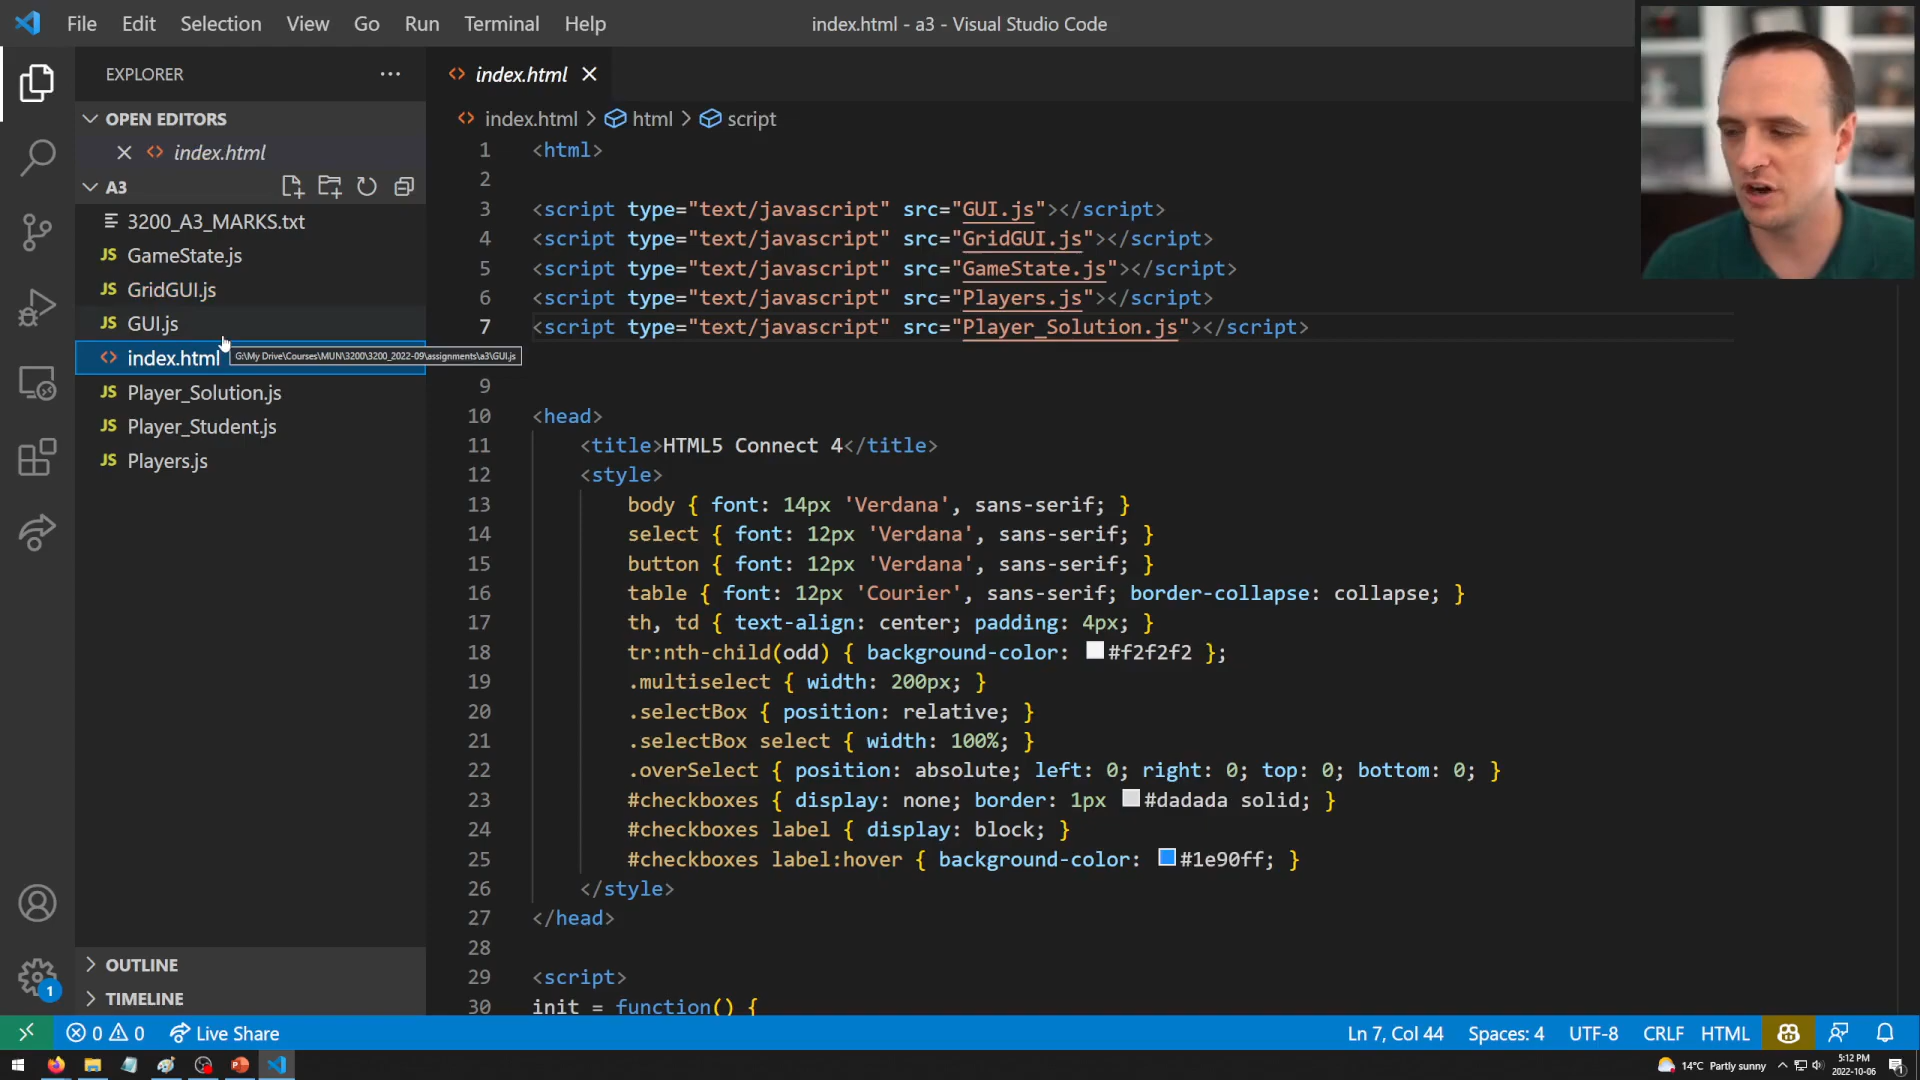 File Edit Selection View Go Run Terminal Help
index.html - a3 - Visual Studio Code
EXPLORER
OPEN EDITORS
index.html
A3
3200_A3_MARKS.txt
GameState.js
GridGUI.js
GUI.js
index.html
G:\My Drive\Courses\MUN\3200\3200_2022-09\assignments\a3\GUI.js
Player_Solution.js
Player_Student.js
Players.js
OUTLINE
TIMELINE
index.html
index.html > html > script
1 <html>
2
3 <script type="text/javascript" src="GUI.js"></script>
4 <script type="text/javascript" src="GridGUI.js"></script>
5 <script type="text/javascript" src="GameState.js"></script>
6 <script type="text/javascript" src="Players.js"></script>
7 <script type="text/javascript" src="Player_Solution.js"></script>
9
10 <head>
11 <title>HTML5 Connect 4</title>
12 <style>
13 body { font: 14px 'Verdana', sans-serif; }
14 select { font: 12px 'Verdana', sans-serif; }
15 button { font: 12px 'Verdana', sans-serif; }
16 table { font: 12px 'Courier', sans-serif; border-collapse: collapse; }
17 th, td { text-align: center; padding: 4px; }
18 tr:nth-child(odd) { background-color: #f2f2f2 };
19 .multiselect { width: 200px; }
20 .selectBox { position: relative; }
21 .selectBox select { width: 100%; }
22 .overSelect { position: absolute; left: 0; right: 0; top: 0; bottom: 0; }
23 #checkboxes { display: none; border: 1px #dadada solid; }
24 #checkboxes label { display: block; }
25 #checkboxes label:hover { background-color: #1e90ff; }
26 </style>
27 </head>
28
29 <script>
30 init = function() {
1
0 0 Live Share
Ln 7, Col 44 Spaces: 4 UTF-8 CRLF HTML
14°C Partly sunny
5:12 PM
2022-10-06